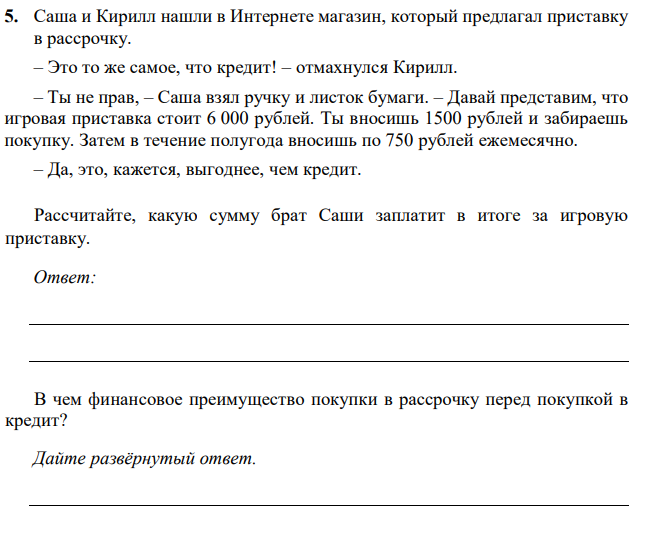 5. Саша и Кирилл нашли в Интернете магазин, который предлагал приставку
в рассрочку.
– Это то же самое, что кредит! – отмахнулся Кирилл.
– Ты не прав, – Саша взял ручку и листок бумаги. – Давай представим, что
игровая приставка стоит 6 000 рублей. Ты вносишь 1500 рублей и забираешь
покупку. Затем в течение полугода вносишь по 750 рублей ежемесячно.
– Да, это, кажется, выгоднее, чем кредит.
Рассчитайте, какую сумму брат Саши заплатит в итоге за игровую
приставку.
Ответ:
В чем финансовое преимущество покупки в рассрочку перед покупкой в
кредит?
Дайте развёрнутый ответ.